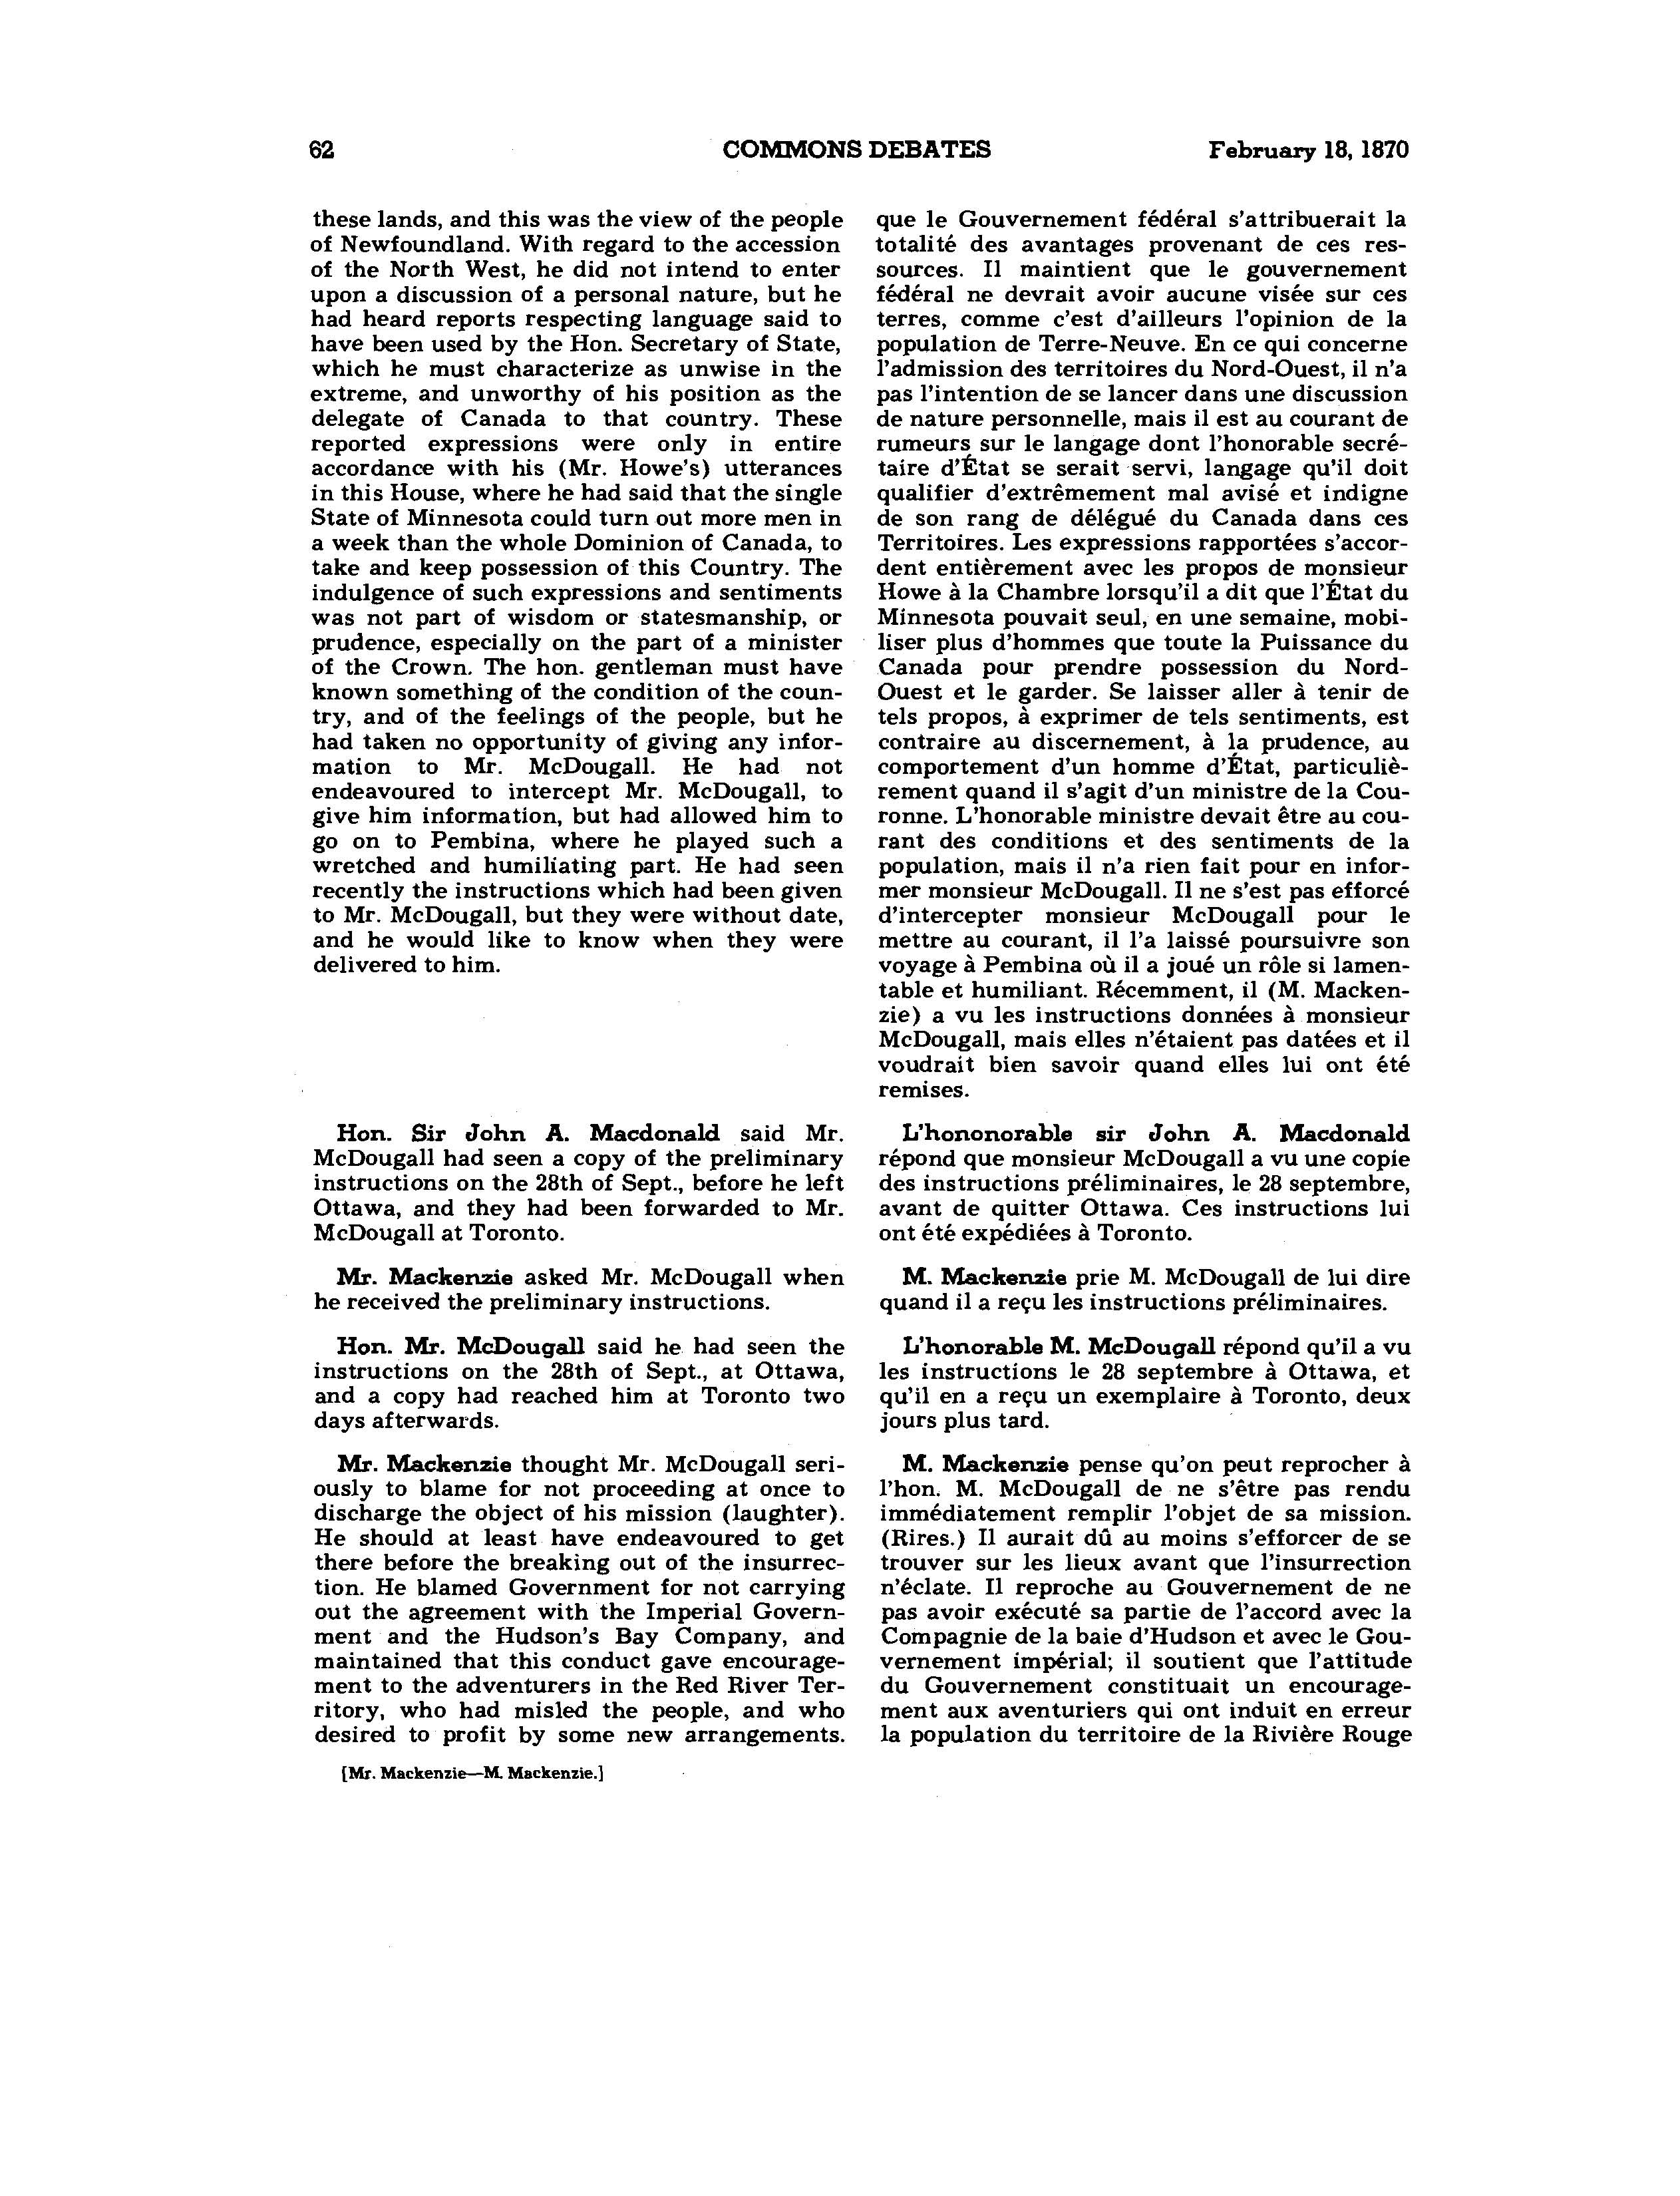 62 COMMONS DEBATES February 18, 1870
these lands, and this was the view of the people
of Newfoundland. With regard to the accession
of the North West, he did not intend to enter
upon a discussion of a personal nature, but he
had heard reports respecting language said to
have been used by the Hon. Secretary of State,
which he must characterize as unwise in the
extreme, and unworthy of his position as the
delegate of Canada to that country. These
reported expressions were only in entire
accordance with his (Mr. Howe's) utterances
in this House, where he had said that the single
State of Minnesota could turn out more men in
a week than the whole Dominion of Canada, to
take and keep possession of this Country. The
indulgence of such expressions and sentiments
was not part of wisdom or statesmanship, or
prudence, especially on the part of a minister
of the Crown. The hon. gentleman must have
known something of the condition of the coun-
try, and of the feelings of the people, but he
had taken no opportunity of giving any infor-
mation to Mr. McDougall. He had not
endeavoured to intercept Mr. McDougall, to
give him information, but had allowed him to
go on to Pembina, where he played such a
wretched and humiliating part. He had seen
recently the instructions which had been given
to Mr. McDougall, but they were without date,
and he would like to know when they were
delivered to him.
Hon. Sir John A. Macdonald said Mr.
McDougall had seen a copy of the preliminary
instructions on the 28th of Sept., before he left
Ottawa, and they had been forwarded to Mr.
McDougall at Toronto.
Mr. Mackenzie asked Mr. McDougall when
he received the preliminary instructions.
Hon. Mr. McDougall said he had seen the
instructions on the 28th of Sept., at Ottawa,
and a copy had reached him at Toronto two
days afterwards.
Mr. Mackenzie thought Mr. McDougall seri-
ously to blame for not proceeding at once to
discharge the object of his mission (laughter).
He should at least have endeavoured to get
there before the breaking out of the insurrec-
tion. He blamed Government for not carrying
out the agreement with the Imperial Govern-
ment and the Hudson's Bay Company, and
maintained that this conduct gave encourage-
ment to the adventurers in the Red River Ter-
ritory, who had misled the people, and who
desired to profit by some new arrangements.
[Mr. Mackenzie—M. Mackenzie.]
que le Gouvernement fédéral s'attribuerait la
totalité des avantages provenant de ces res-
sources. Il maintient que le gouvernement
fédéral ne devrait avoir aucune visée sur ces
terres, comme c'est d'ailleurs l'opinion de la
population de Terre-Neuve. En ce qui concerne
l'admission des territoires du Nord-Ouest, il n'a
pas l'intention de se lancer dans une discussion
de nature personnelle, mais il est au courant de
rumeurs sur le langage dont l'honorable secré-
taire d'État se serait servi, langage qu'il doit
qualifier d'extrêmement mal avisé et indigne
de son rang de délégué du Canada dans ces
Territoires. Les expressions rapportées s'accor-
dent entièrement avec les propos de monsieur
Howe à la Chambre lorsqu'il a dit que l'État du
Minnesota pouvait seul, en une semaine, mobi-
liser plus d'hommes que toute la Puissance du
Canada pour prendre possession du Nord-
Ouest et le garder. Se laisser aller à tenir de
tels propos, à exprimer de tels sentiments, est
contraire au discernement, à la prudence, au
comportement d'un homme d'État, particuliè-
rement quand il s'agit d'un ministre de la Cou-
ronne. L'honorable ministre devait être au cou-
rant des conditions et des sentiments de la
population, mais il n'a rien fait pour en infor-
mer monsieur McDougall. Il ne s'est pas efforcé
d'intercepter monsieur McDougall pour le
mettre au courant, il l'a laissé poursuivre son
voyage à Pembina où il a joué un rôle si lamen-
table et humiliant. Récemment, il (M. Macken-
zie) a vu les instructions données à monsieur
McDougall, mais elles n'étaient pas datées et il
voudrait bien savoir quand elles lui ont été
remises.
L'hononorable sir John A. Macdonald
répond que monsieur McDougall a vu une copie
des instructions préliminaires, le 28 septembre,
avant de quitter Ottawa. Ces instructions lui
ont été expédiées à Toronto.
M. Mackenzie prie M. McDougall de lui dire
quand il a reçu les instructions préliminaires.
L'honorable M. McDougall répond qu'il a vu
les instructions le 28 septembre à Ottawa, et
qu'il en a reçu un exemplaire à Toronto, deux
jours plus tard.
M. Mackenzie pense qu'on peut reprocher à
l'hon. M. McDougall de ne s'être pas rendu
immédiatement remplir l'objet de sa mission.
(Rires.) Il aurait dû au moins s'efforcer de se
trouver sur les lieux avant que l'insurrection
n'éclate. Il reproche au Gouvernement de ne
pas avoir exécuté sa partie de l'accord avec la
Compagnie de la baie d'Hudson et avec le Gou-
vernement impérial; il soutient que l'attitude
du Gouvernement constituait un encourage-
ment aux aventuriers qui ont induit en erreur
la population du territoire de la Rivière Rouge